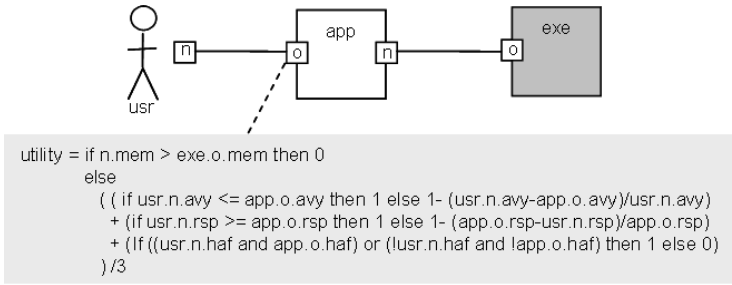 app
exe
n
o
n
o
usr
utility = if n.mem > exe.o.mem then 0
else
( ( if usr.n.avy <= app.o.avy then 1 else 1- (usr.n.avy-app.o.avy)/usr.n.avy)
+ (if usr.n.rsp >= app.o.rsp then 1 else 1- (app.o.rsp-usr.n.rsp)/app.o.rsp)
+ (If ((usr.n.haf and app.o.haf) or (!usr.n.haf and !app.o.haf) then 1 else 0)
) /3